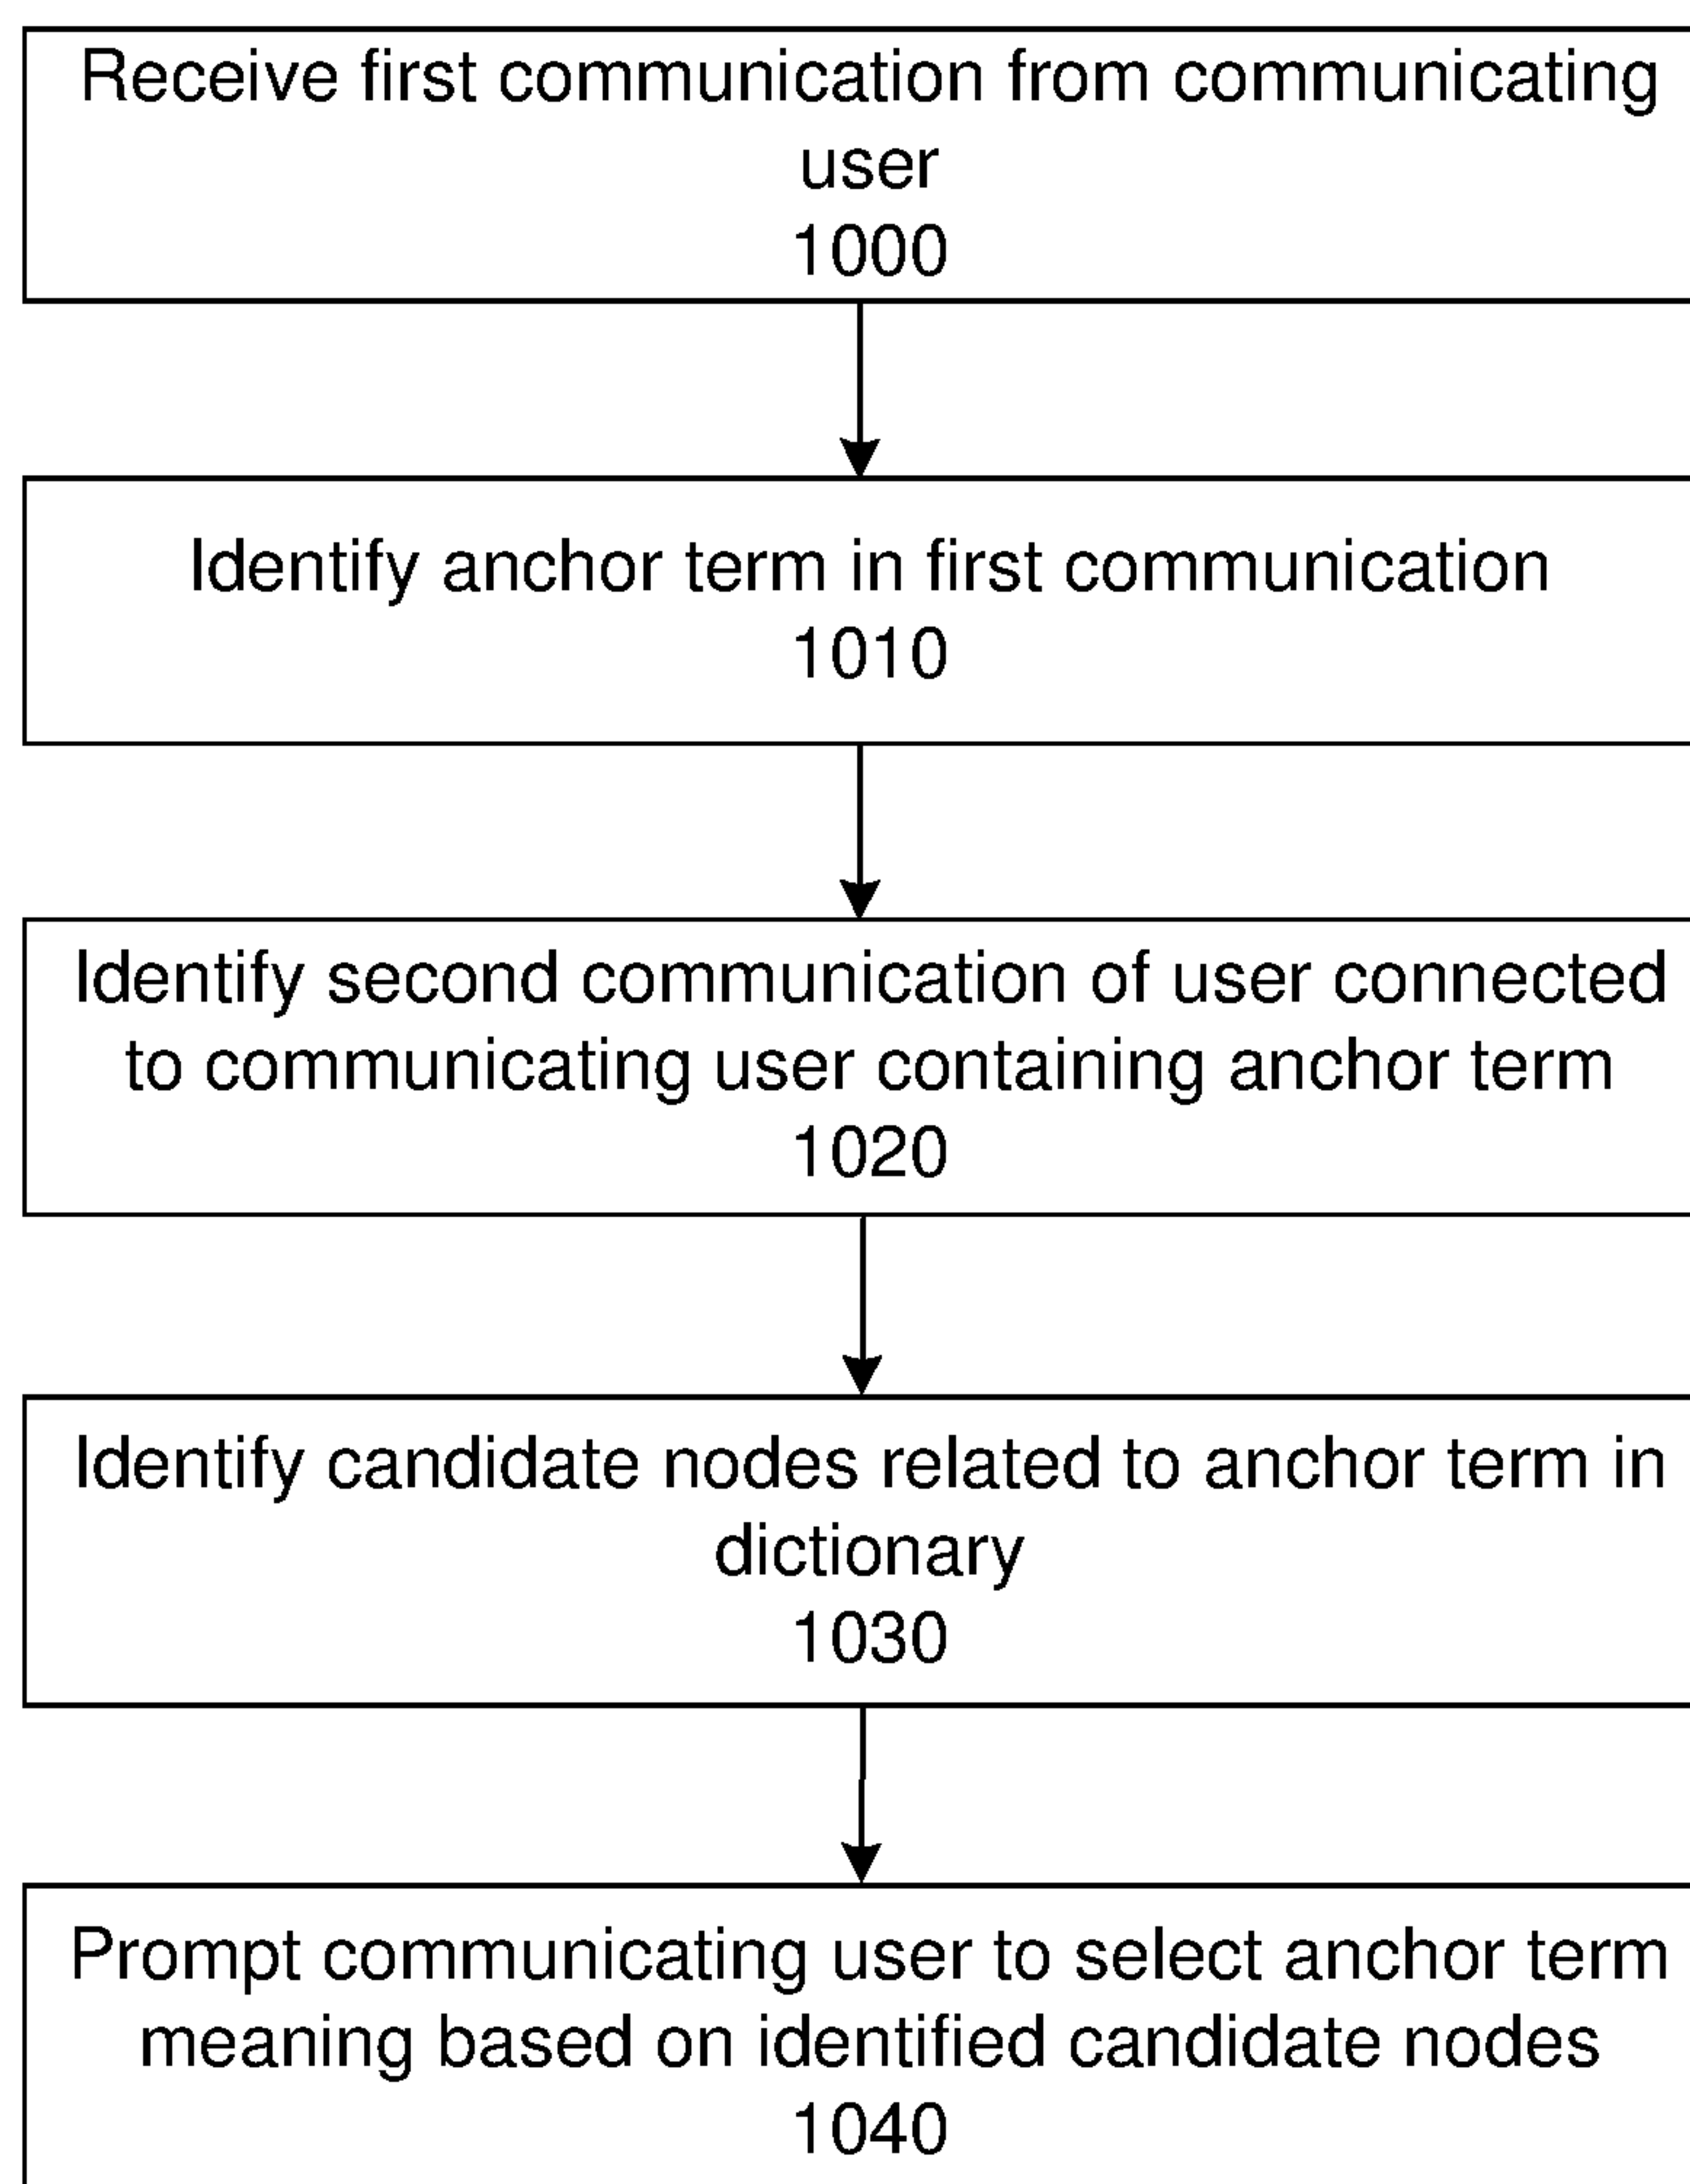 Receive first communication from communicating
user
1000
Identify anchor term in first communication
1010
Identify second communication of user connected
to communicating user containing anchor term
1020
Identify candidate nodes related to anchor term in
dictionary
1030
Prompt communicating user to select anchor term
meaning based on identified candidate nodes
1040